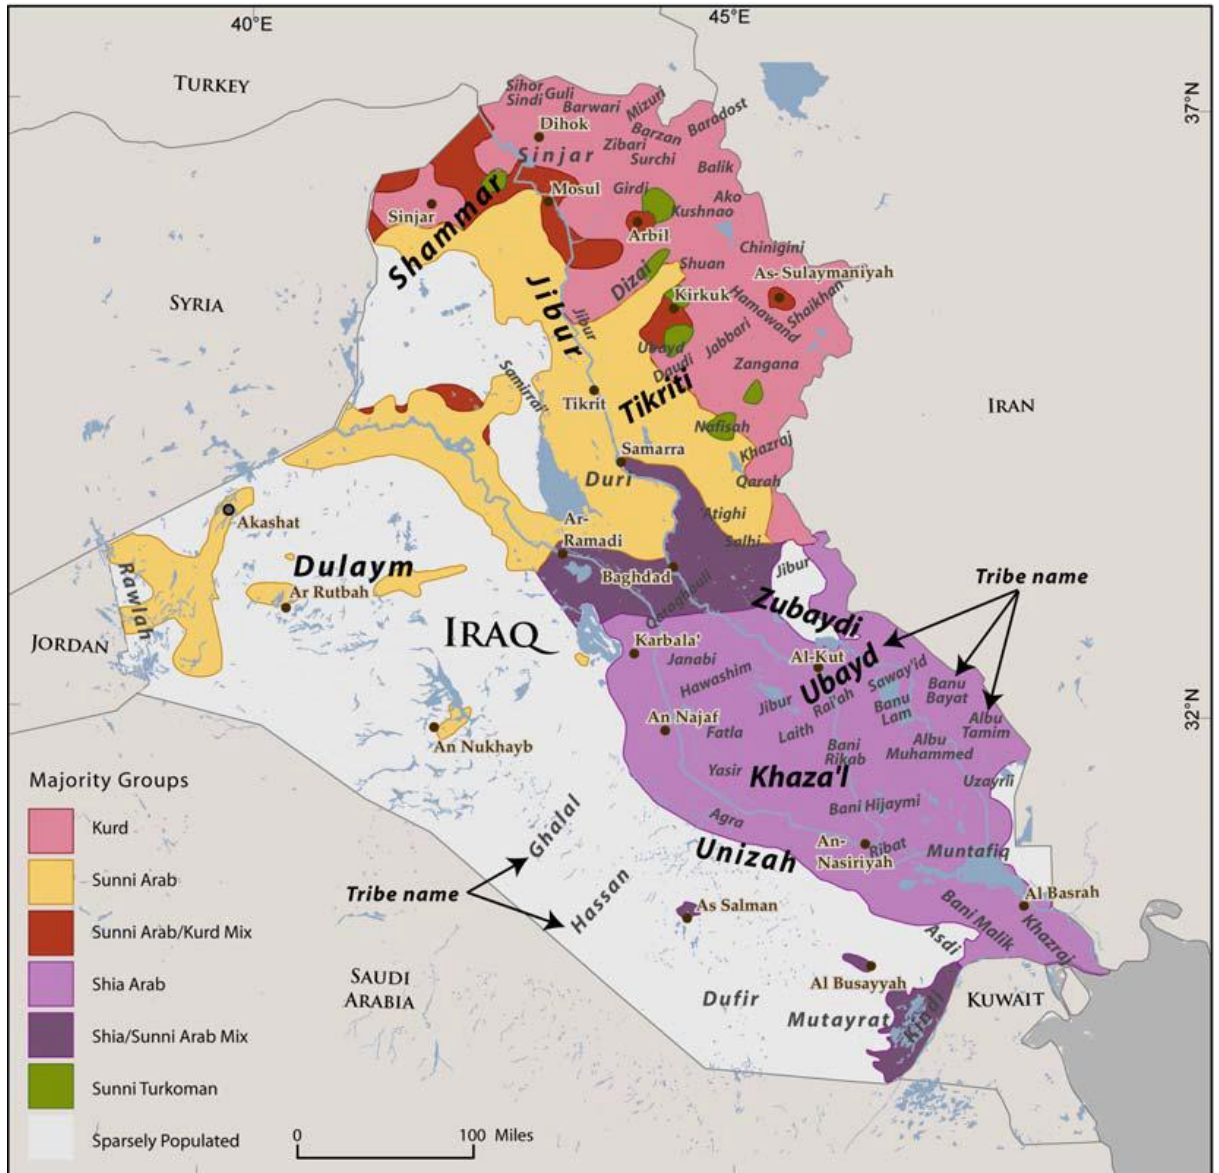 40°E
45°E
37°N
32°N
TURKEY
SYRIA
IRAN
JORDAN
IRAQ
SAUDI
ARABIA
KUWAIT
Sihor
Sindi
Guli
Barwari
Mizuri
Baradost
Dihok
Barzan
Zibari
Surchi
Sinjar
Balik
Girdi
Mosul
Ako
Kushnao
Sinjar
Arbil
Shammar
Chinigini
Shuan
As- Sulaymaniyah
Dizai
Jibur
Kirkuk
Hamawand
Shaikhan
Jibur
Jabbari
Ubayd
Daudi
Zangana
Samirrai'
Tikrit
Tikriti
Nafisah
Khazraj
Samarra
Duri
Qarah
Akashat
'Atighi
Ar-
Ramadi
Salhi
Dulaym
Baghdad
Jibur
Rawlah
Ar Rutbah
Qaraghauli
Zubaydi
Tribe name
Karbala'
Janabi
Al-Kut
Ubayd
Hawashim
Saway'id
Banu
Bayat
Jibur
Rai'ah
Banu
Lam
An Najaf
Fatla
Laith
Albu
Tamim
Albu
Muhammed
An Nukhayb
Bani
Rikab
Yasir
Khaza'l
Uzayrli
Ghalal
Agra
Bani Hijaymi
An-
Nasiriyah
Ribat
Unizah
Muntafiq
Tribe name
Hassan
As Salman
Al Basrah
Bani Malik
Khazraj
Asdi
Al Busayyah
Dufir
Mutayrat
Kindi
Majority Groups
Kurd
Sunni Arab
Sunni Arab/Kurd Mix
Shia Arab
Shia/Sunni Arab Mix
Sunni Turkoman
Sparsely Populated
0
100 Miles